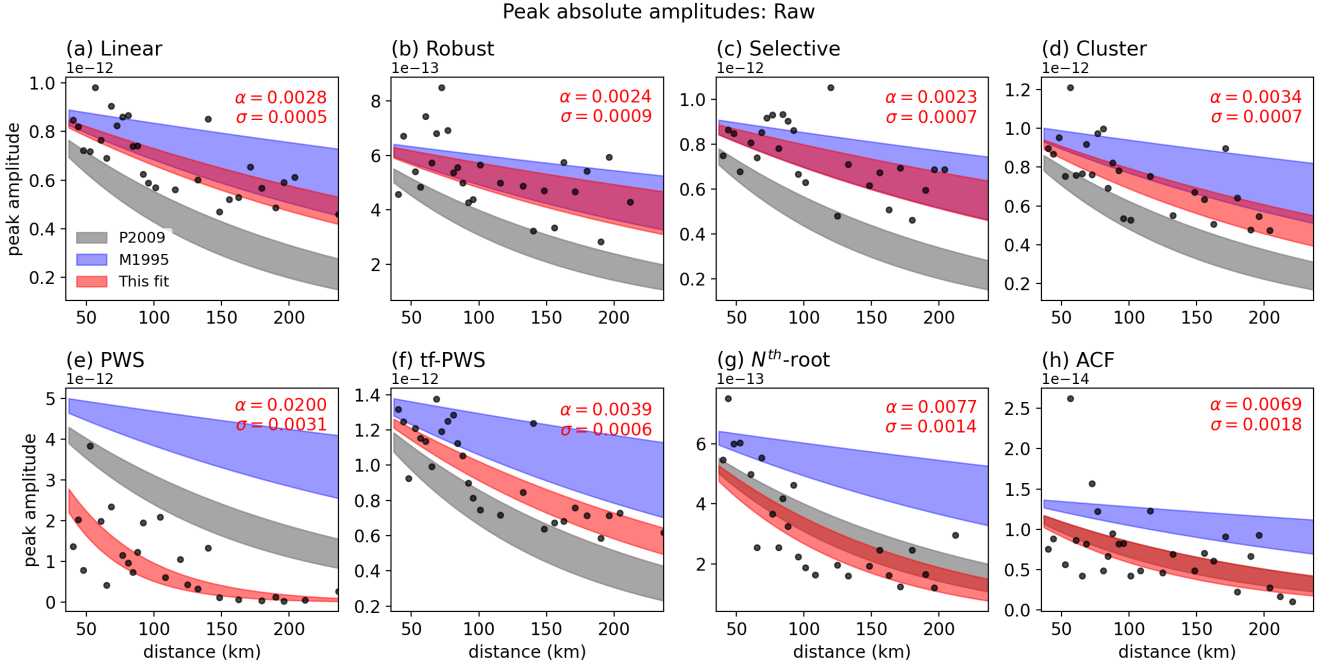 Peak absolute amplitudes: Raw
(a) Linear
1e−12
α = 0.0028
σ = 0.0005
1.0
0.8
0.6
0.4
0.2
peak amplitude
P2009
M1995
This fit
50 100 150 200
(b) Robust
1e−13
α = 0.0024
σ = 0.0009
8
6
4
2
50 100 150 200
(c) Selective
1e−12
α = 0.0023
σ = 0.0007
1.0
0.8
0.6
0.4
0.2
50 100 150 200
(d) Cluster
1e−12
α = 0.0034
σ = 0.0007
1.2
1.0
0.8
0.6
0.4
0.2
50 100 150 200
(e) PWS
1e−12
α = 0.0200
σ = 0.0031
5
4
3
2
1
0
peak amplitude
50 100 150 200
distance (km)
(f) tf-PWS
1e−12
α = 0.0039
σ = 0.0006
1.4
1.2
1.0
0.8
0.6
0.4
0.2
50 100 150 200
distance (km)
(g) Nᵗʰ-root
1e−13
α = 0.0077
σ = 0.0014
6
4
2
50 100 150 200
distance (km)
(h) ACF
1e−14
α = 0.0069
σ = 0.0018
2.5
2.0
1.5
1.0
0.5
0.0
50 100 150 200
distance (km)